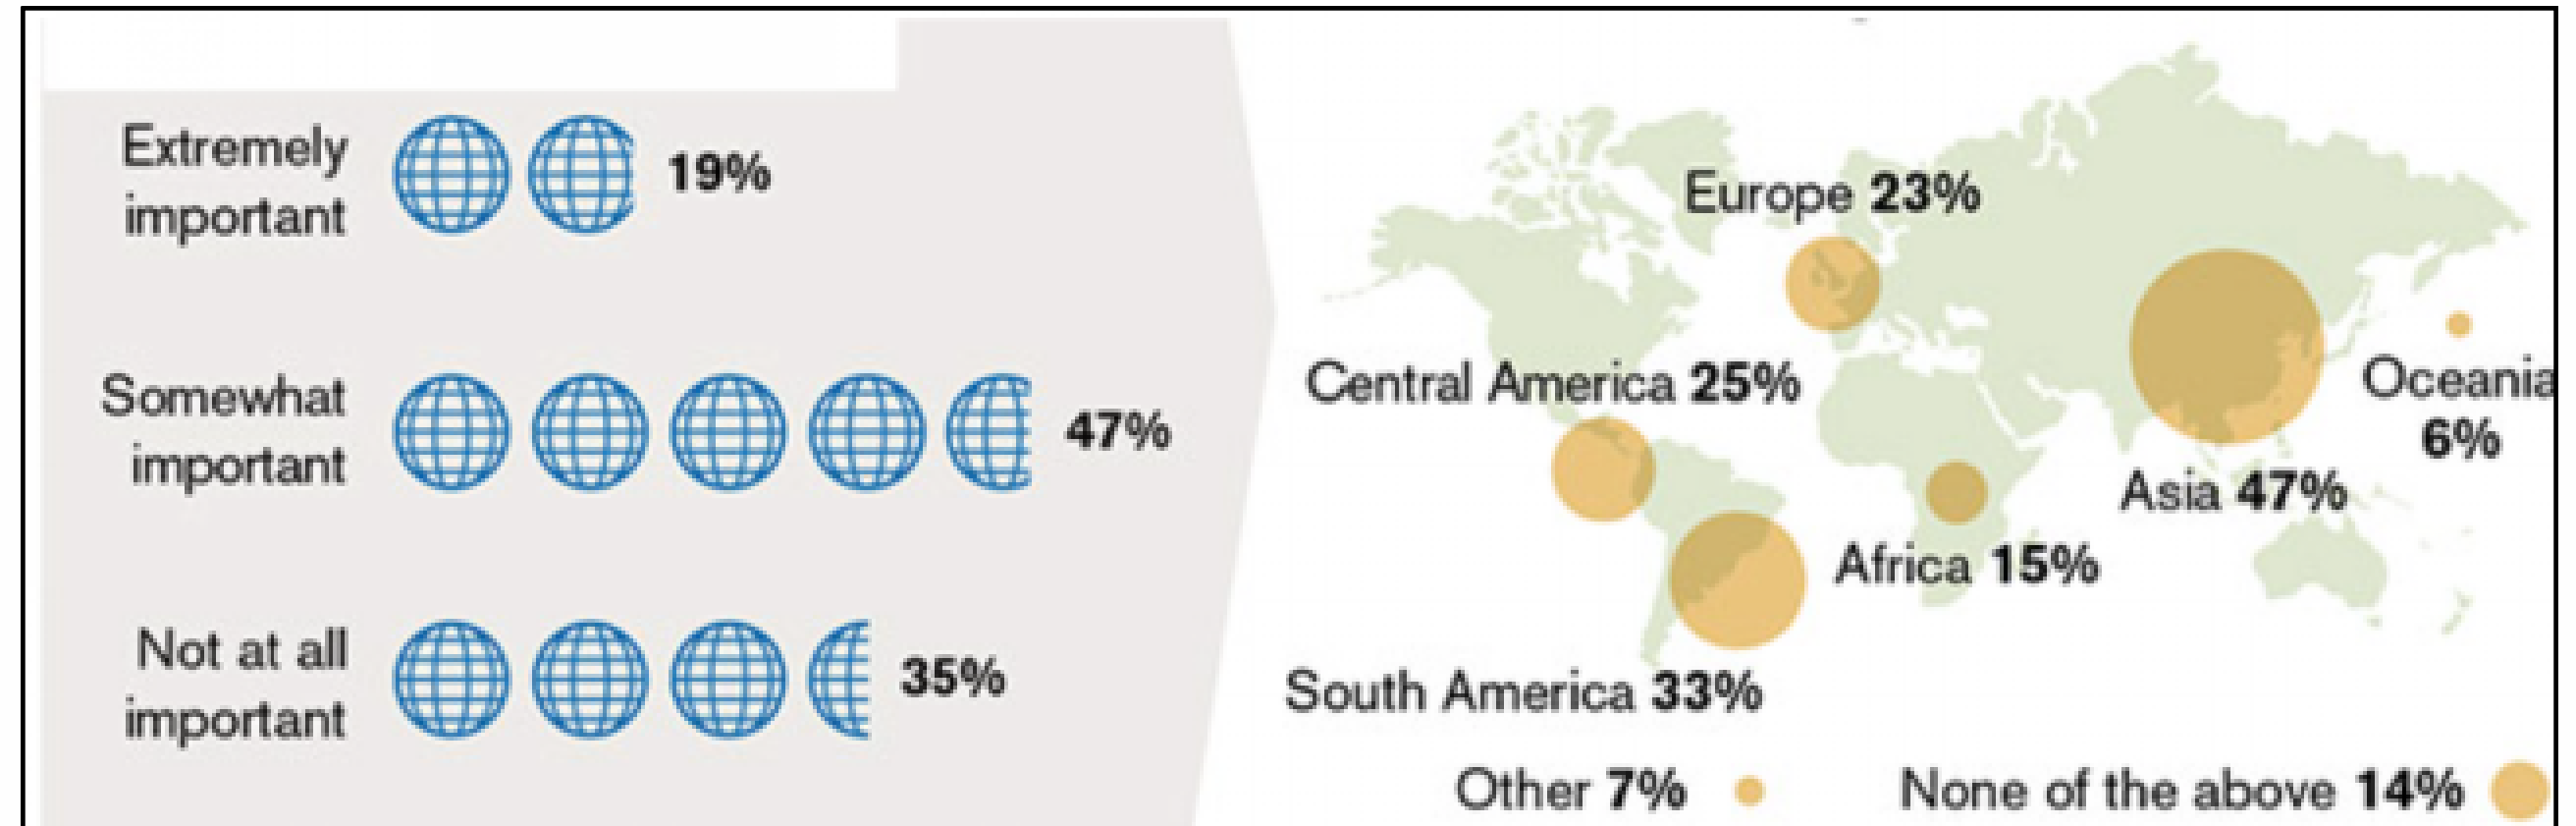 Extremely
important
19%
Somewhat
important
47%
Not at all
important
35%
Europe 23%
Central America 25%
Oceania
6%
Asia 47%
Africa 15%
South America 33%
Other 7%
None of the above 14%